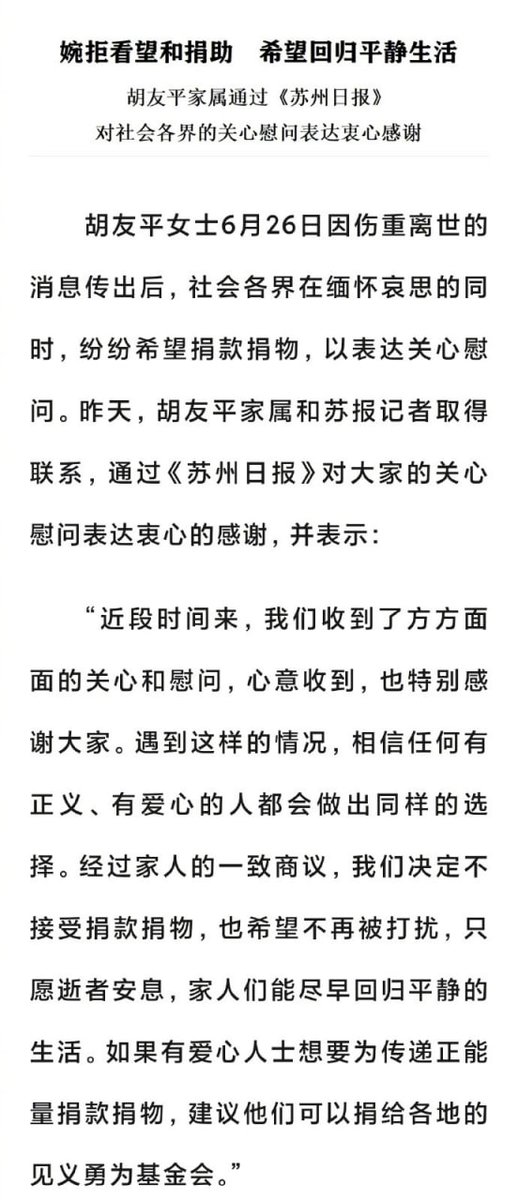 婉拒看望和捐助　希望回归平静生活
胡友平家属通过《苏州日报》
对社会各界的关心慰问表达衷心感谢
胡友平女士6月26日因伤重离世的
消息传出后，社会各界在缅怀哀思的同
时，纷纷希望捐款捐物，以表达关心慰
问。昨天，胡友平家属和苏报记者取得
联系，通过《苏州日报》对大家的关心
慰问表达衷心的感谢，并表示：
“近段时间来，我们收到了方方面
面的关心和慰问，心意收到，也特别感
谢大家。遇到这样的情况，相信任何有
正义、有爱心的人都会做出同样的选
择。经过家人的一致商议，我们决定不
接受捐款捐物，也希望不再被打扰，只
愿逝者安息，家人们能尽早回归平静的
生活。如果有爱心人士想要为传递正能
量捐款捐物，建议他们可以捐给各地的
见义勇为基金会。”